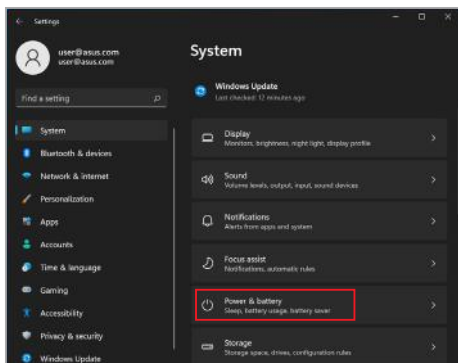 Settings
user@asus.com
user@asus.com
Find a setting
System
Bluetooth & devices
Network & internet
Personalization
Apps
Accounts
Time & language
Gaming
Accessibility
Privacy & security
Windows Update
System
Windows Update
Last checked: 12 minutes ago
Display
Monitors, brightness, night light, display profile
Sound
Volume levels, output, input, sound devices
Notifications
Alerts from apps and system
Focus assist
Notifications, automatic rules
Power & battery
Sleep, battery usage, battery saver
Storage
Storage space, drives, configuration rules